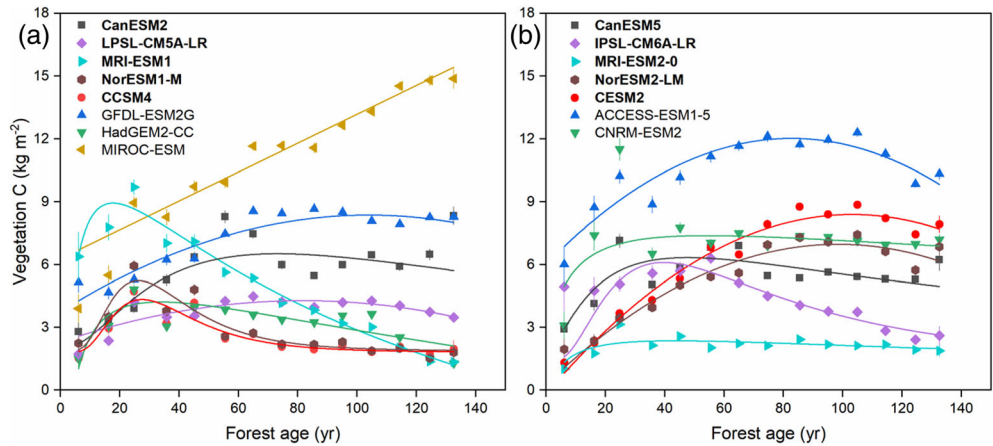 (a)
18
15
12
9
6
3
0
Vegetation C (kg m⁻²)
CanESM2
LPSL-CM5A-LR
MRI-ESM1
NorESM1-M
CCSM4
GFDL-ESM2G
HadGEM2-CC
MIROC-ESM
0 20 40 60 80 100 120 140
Forest age (yr)
(b)
18
15
12
9
6
3
0
CanESM5
IPSL-CM6A-LR
MRI-ESM2-0
NorESM2-LM
CESM2
ACCESS-ESM1-5
CNRM-ESM2
0 20 40 60 80 100 120 140
Forest age (yr)